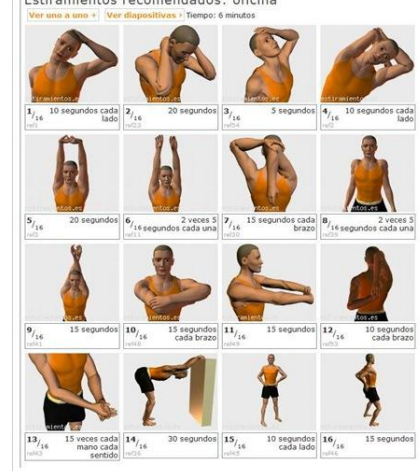 Estiramientos recomendados: oficina
Ver uno a uno + Ver diapositivas › Tiempo: 6 minutos
1/16 10 segundos cada lado
2/16 20 segundos
3/16 5 segundos
4/16 10 segundos cada lado
5/16 20 segundos
6/16 2 veces 5 segundos cada una
7/16 15 segundos cada brazo
8/16 2 veces 5 segundos cada una
9/16 15 segundos
10/16 15 segundos cada brazo
11/16 15 segundos
12/16 10 segundos cada brazo
13/16 15 veces cada mano cada sentido
14/16 30 segundos
15/16 10 segundos cada lado
16/16 15 segundos